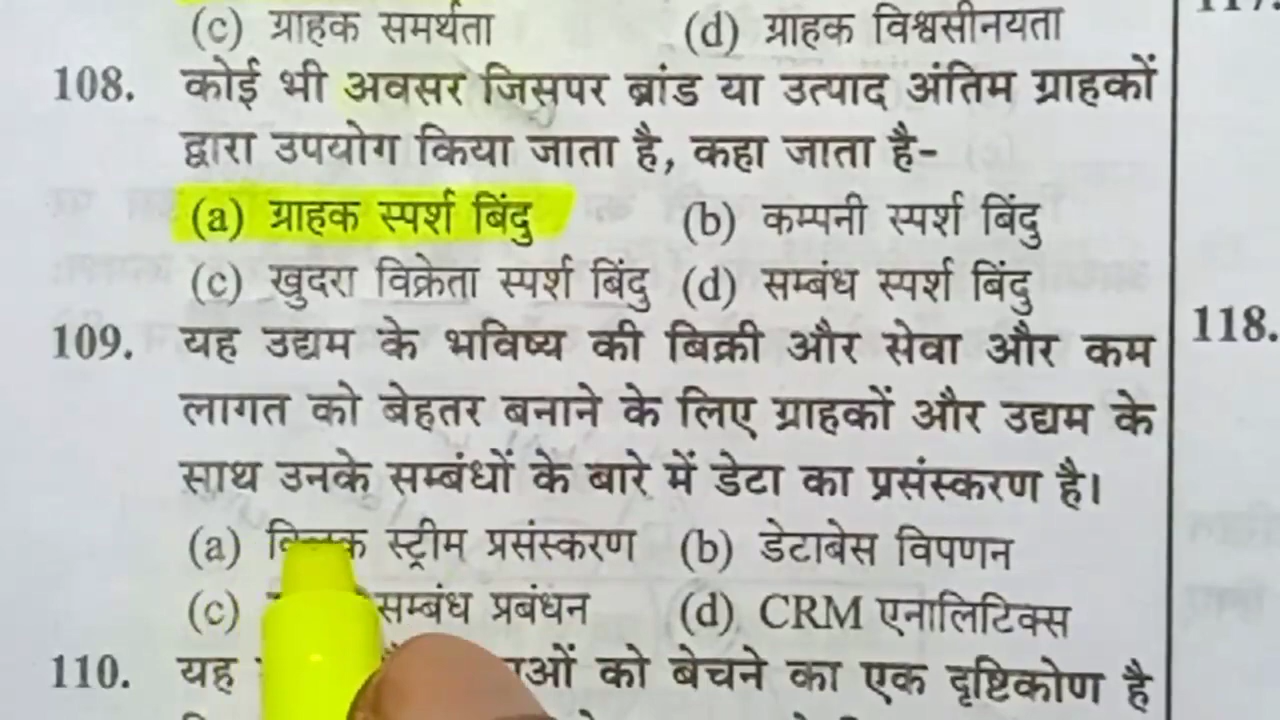 (c) ग्राहक समर्थता (d) ग्राहक विश्वसीनयता
108. कोई भी अवसर जिसपर ब्रांड या उत्पाद अंतिम ग्राहकों
द्वारा उपयोग किया जाता है, कहा जाता है-
(a) ग्राहक स्पर्श बिंदु (b) कम्पनी स्पर्श बिंदु
(c) खुदरा विक्रेता स्पर्श बिंदु (d) सम्बंध स्पर्श बिंदु
109. यह उद्यम के भविष्य की बिक्री और सेवा और कम
लागत को बेहतर बनाने के लिए ग्राहकों और उद्यम के
साथ उनके सम्बंधों के बारे में डेटा का प्रसंस्करण है।
(a) क्लिक स्ट्रीम प्रसंस्करण (b) डेटाबेस विपणन
(c) सम्बंध प्रबंधन (d) CRM एनालिटिक्स
110. यह को बेचने का एक दृष्टिकोण है
118.